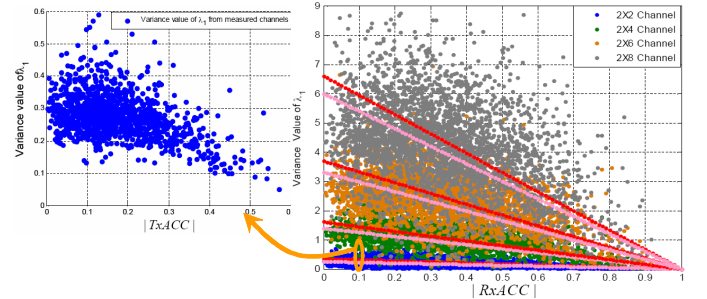 Variance value of λ1 from measured channels
Variance value of λ1
0.6
0.5
0.4
0.3
0.2
0.1
0
0 0.1 0.2 0.3 0.4 0.5
| TxACC |
2X2 Channel
2X4 Channel
2X6 Channel
2X8 Channel
Variance Value of λ1
9
8
7
6
5
4
3
2
1
0
0 0.1 0.2 0.3 0.4 0.5 0.6 0.7 0.8 0.9 1
| RxACC |